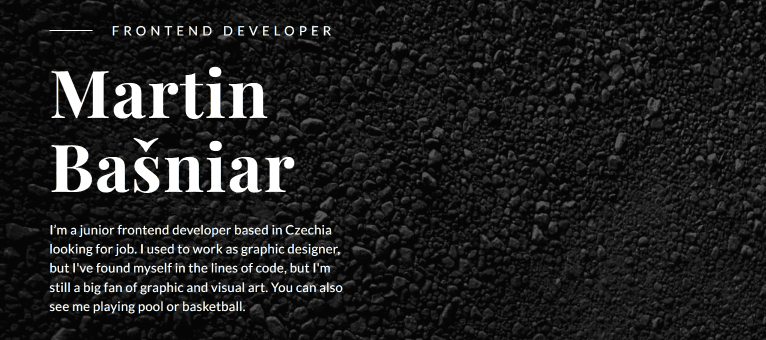 FRONTEND DEVELOPER
Martin
Bašniar
I'm a junior frontend developer based in Czechia
looking for job. I used to work as graphic designer,
but I've found myself in the lines of code, but I'm
still a big fan of graphic and visual art. You can also
see me playing pool or basketball.